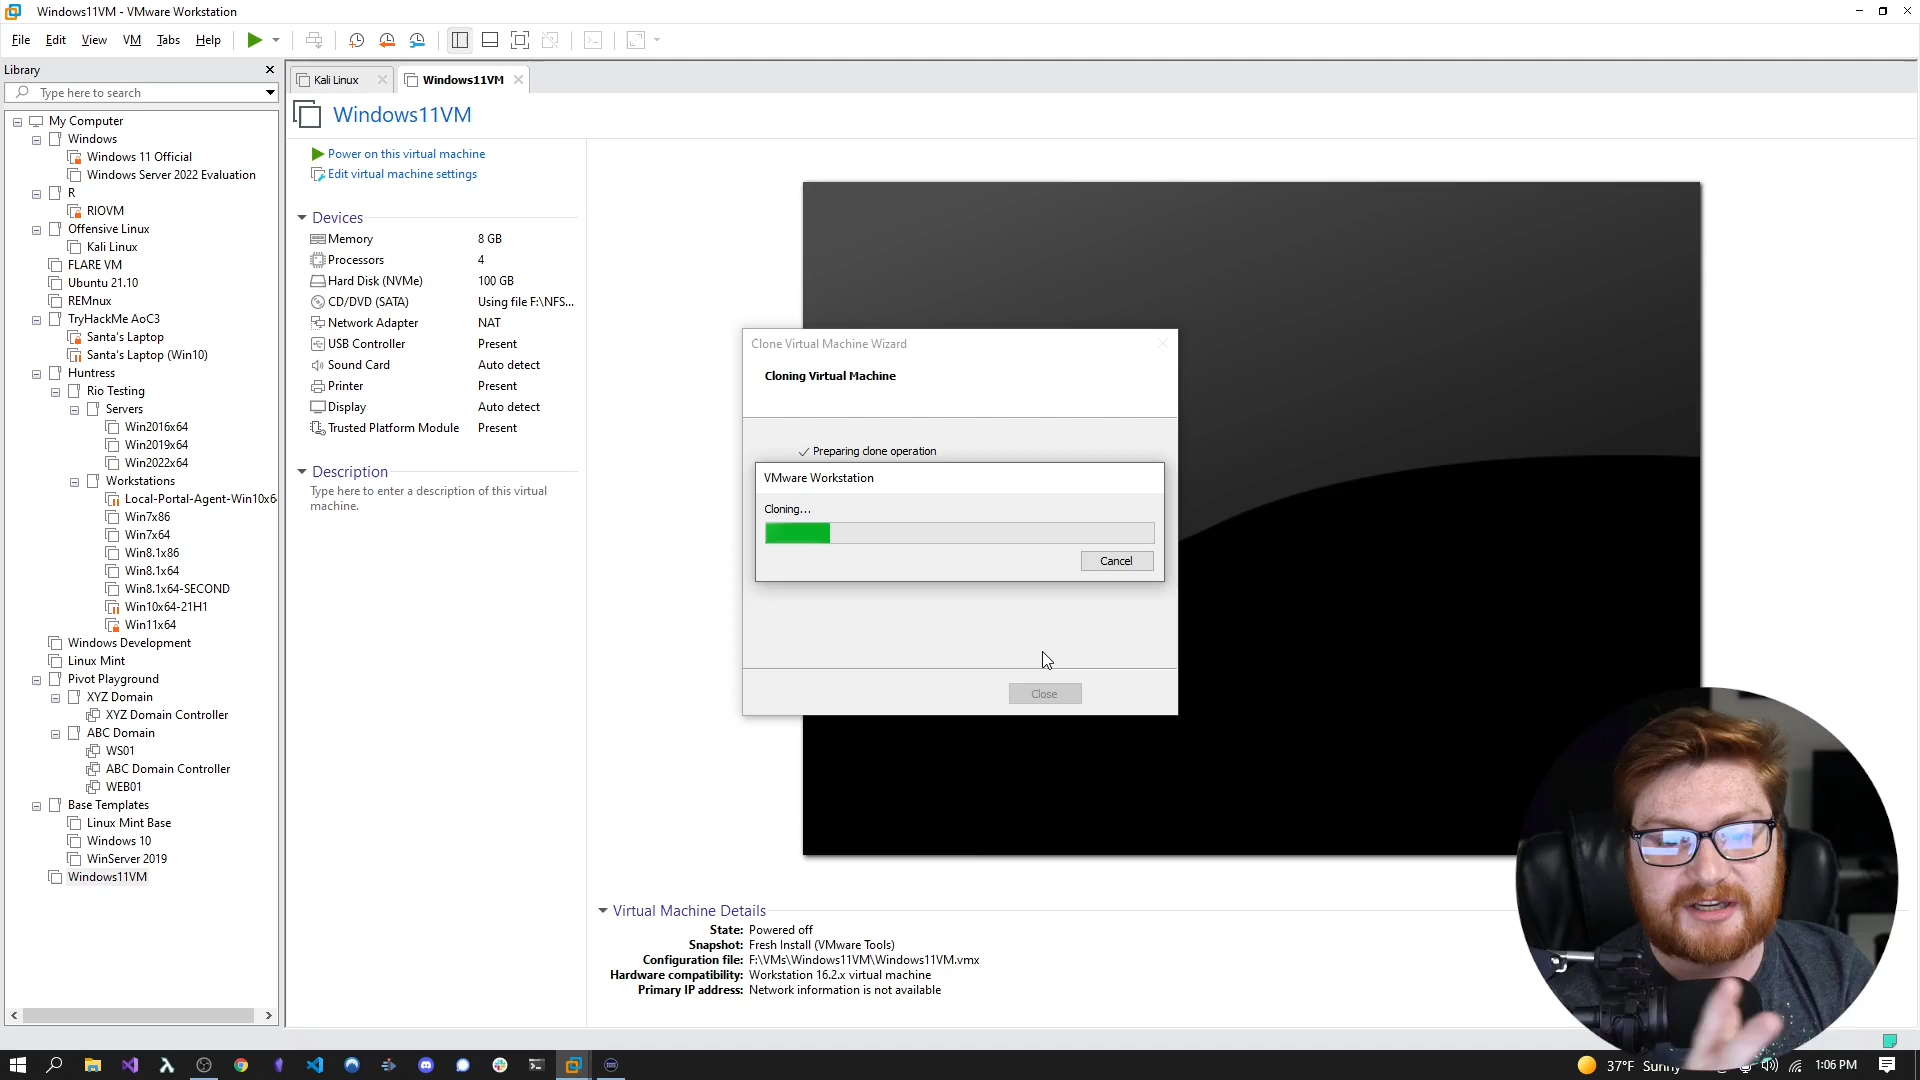 Windows11VM - VMware Workstation
File Edit View VM Tabs Help
Library
Type here to search
My Computer
Windows
Windows 11 Official
Windows Server 2022 Evaluation
R
RIOVM
Offensive Linux
Kali Linux
FLARE VM
Ubuntu 21.10
REMnux
TryHackMe AoC3
Santa's Laptop
Santa's Laptop (Win10)
Huntress
Rio Testing
Servers
Win2016x64
Win2019x64
Win2022x64
Workstations
Local-Portal-Agent-Win10x6
Win7x86
Win7x64
Win8.1x86
Win8.1x64
Win8.1x64-SECOND
Win10x64-21H1
Win11x64
Windows Development
Linux Mint
Pivot Playground
XYZ Domain
XYZ Domain Controller
ABC Domain
WS01
ABC Domain Controller
WEB01
Base Templates
Linux Mint Base
Windows 10
WinServer 2019
Windows11VM
Kali Linux
Windows11VM
Windows11VM
Power on this virtual machine
Edit virtual machine settings
Devices
Memory 8 GB
Processors 4
Hard Disk (NVMe) 100 GB
CD/DVD (SATA) Using file F:\NFS...
Network Adapter NAT
USB Controller Present
Sound Card Auto detect
Printer Present
Display Auto detect
Trusted Platform Module Present
Description
Type here to enter a description of this virtual
machine.
Clone Virtual Machine Wizard
Cloning Virtual Machine
Preparing clone operation
VMware Workstation
Cloning...
Cancel
Close
Virtual Machine Details
State: Powered off
Snapshot: Fresh Install (VMware Tools)
Configuration file: F:\VMs\Windows11VM\Windows11VM.vmx
Hardware compatibility: Workstation 16.2.x virtual machine
Primary IP address: Network information is not available
37°F Sunny
1:06 PM